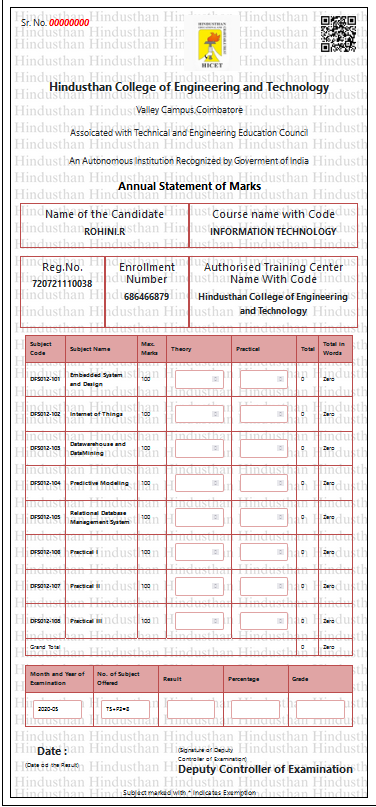 Sr. No. 00000000
HINDUSTHAN
HICET
Hindusthan College of Engineering and Technology
Valley Campus,Coimbatore
Assoicated with Technical and Engineering Education Council
An Autonomous Institution Recognized by Goverment of India
Annual Statement of Marks
Name of the Candidate
ROHINI.R
Course name with Code
INFORMATION TECHNOLOGY
Reg.No.
720721110038
Enrollment
Number
686466879
Authorised Training Center
Name With Code
Hindusthan College of Engineering
and Technology
Subject Code Subject Name Max. Marks Theory Practical Total Total in Words
DFS012-101 Embedded System and Design 100 0 Zero
DFS012-102 Internet of Things 100 0 Zero
DFS012-103 Datawarehouse and DataMining 100 0 Zero
DFS012-104 Predictive Modeling 100 0 Zero
DFS012-105 Relational Database Management System 100 0 Zero
DFS012-106 Practical I 100 0 Zero
DFS012-107 Practical II 100 0 Zero
DFS012-108 Practical III 100 0 Zero
Grand Total 0 Zero
Month and Year of Examination No. of Subject Offered Result Percentage Grade
2020-05 T5+P3=8
Date :
(Date od the Result)
(Signature of Deputy
Controller of Examination)
Deputy Controller of Examination
Subject marked with * indicates Exemption